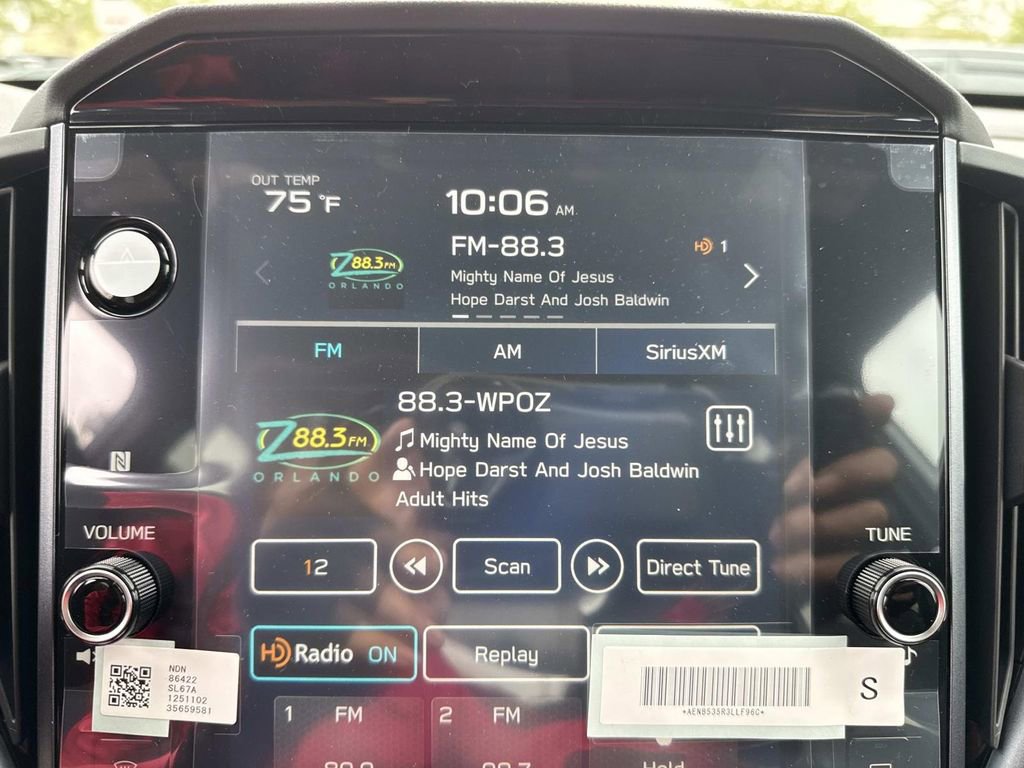 OUT TEMP
75 °F
10:06 AM
FM-88.3
HD 1
Z88.3FM
ORLANDO
Mighty Name Of Jesus
Hope Darst And Josh Baldwin
FM
AM
SiriusXM
88.3-WPOZ
Z88.3FM
ORLANDO
Mighty Name Of Jesus
Hope Darst And Josh Baldwin
Adult Hits
VOLUME
TUNE
12
Scan
Direct Tune
HD Radio ON
Replay
NDN
86422
SL67A
1251102
35659581
*AEN8535R3LLF96C*
S
1 FM
2 FM
Hold